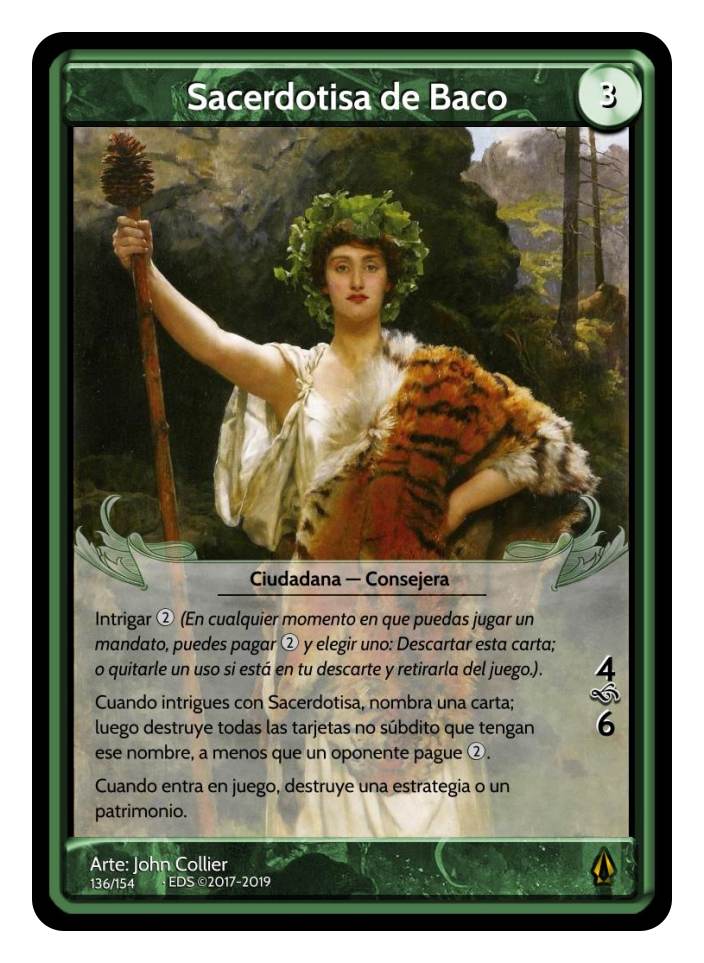 Sacerdotisa de Baco
3
Ciudadana — Consejera
Intrigar 2 (En cualquier momento en que puedas jugar un
mandato, puedes pagar 2 y elegir uno: Descartar esta carta;
o quitarle un uso si está en tu descarte y retirarla del juego.).
Cuando intrigues con Sacerdotisa, nombra una carta;
luego destruye todas las tarjetas no súbdito que tengan
ese nombre, a menos que un oponente pague 2.
Cuando entra en juego, destruye una estrategia o un
patrimonio.
4
6
Arte: John Collier
136/154 · EDS ©2017-2019